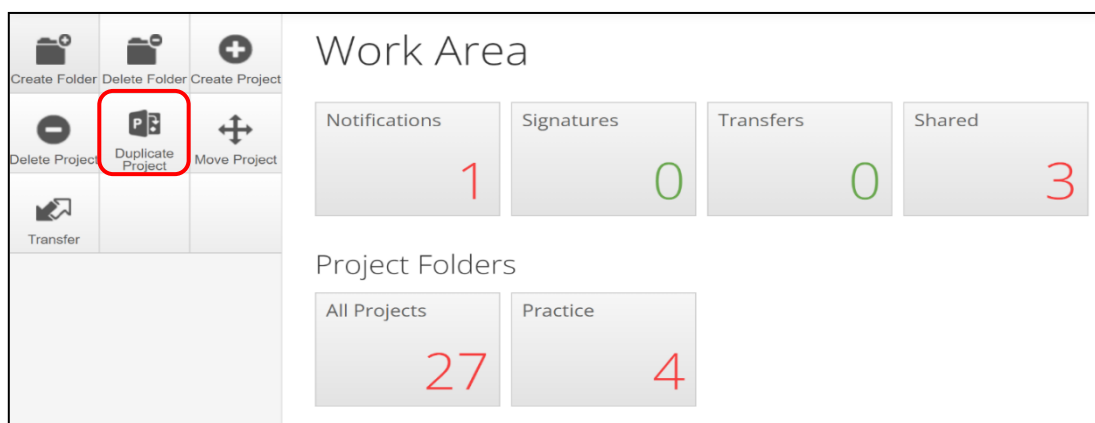 Create Folder
Delete Folder
Create Project
Delete Project
Duplicate
Project
Move Project
Transfer
Work Area
Notifications
1
Signatures
0
Transfers
0
Shared
3
Project Folders
All Projects
27
Practice
4